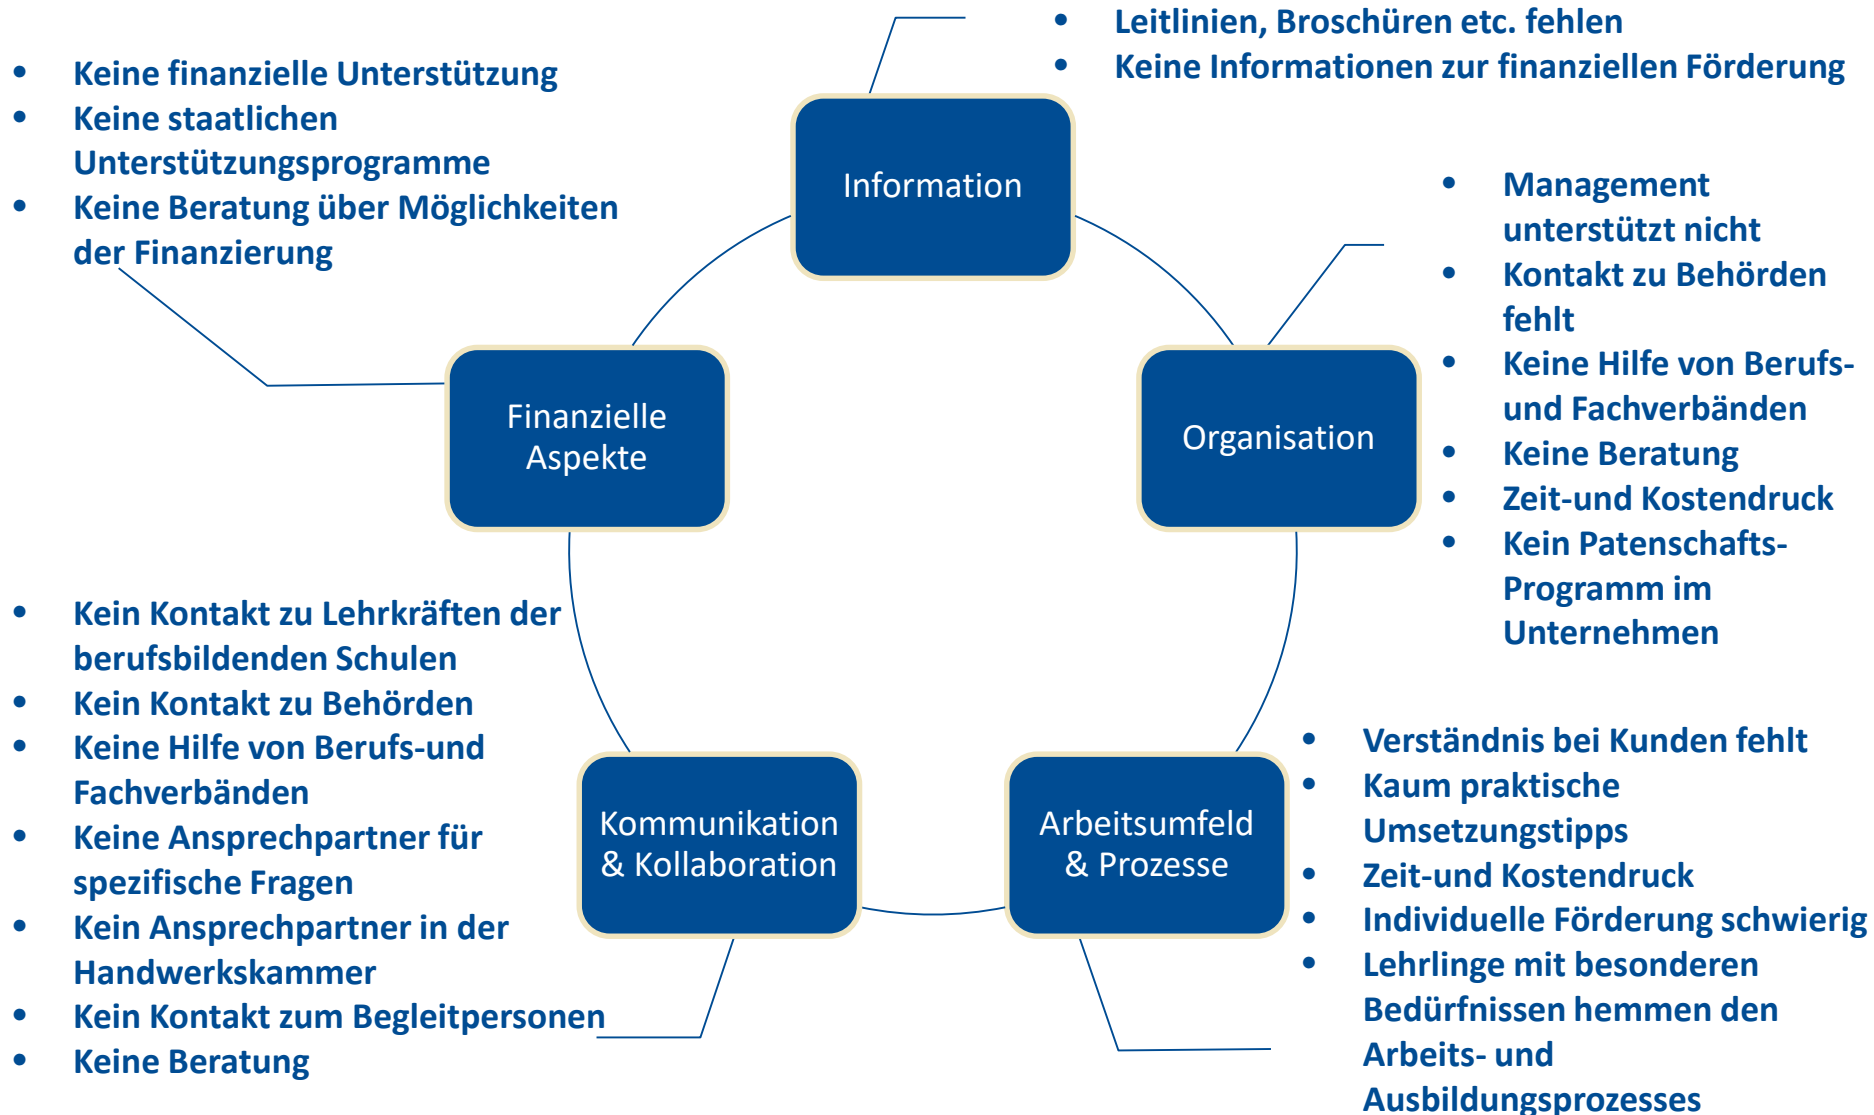 • Leitlinien, Broschüren etc. fehlen
• Keine Informationen zur finanziellen Förderung
• Keine finanzielle Unterstützung
• Keine staatlichen
Unterstützungsprogramme
• Keine Beratung über Möglichkeiten
der Finanzierung
Information
• Management
unterstützt nicht
• Kontakt zu Behörden
fehlt
• Keine Hilfe von Berufs-
und Fachverbänden
• Keine Beratung
• Zeit-und Kostendruck
• Kein Patenschafts-
Programm im
Unternehmen
Finanzielle
Aspekte
Organisation
• Kein Kontakt zu Lehrkräften der
berufsbildenden Schulen
• Kein Kontakt zu Behörden
• Keine Hilfe von Berufs-und
Fachverbänden
• Keine Ansprechpartner für
spezifische Fragen
• Kein Ansprechpartner in der
Handwerkskammer
• Kein Kontakt zum Begleitpersonen
• Keine Beratung
Kommunikation
& Kollaboration
Arbeitsumfeld
& Prozesse
• Verständnis bei Kunden fehlt
• Kaum praktische
Umsetzungstipps
• Zeit-und Kostendruck
• Individuelle Förderung schwierig
• Lehrlinge mit besonderen
Bedürfnissen hemmen den
Arbeits- und
Ausbildungsprozesses